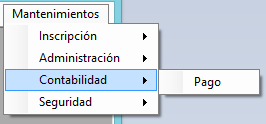 Mantenimientos
Inscripción
Administración
Contabilidad
Pago
Seguridad